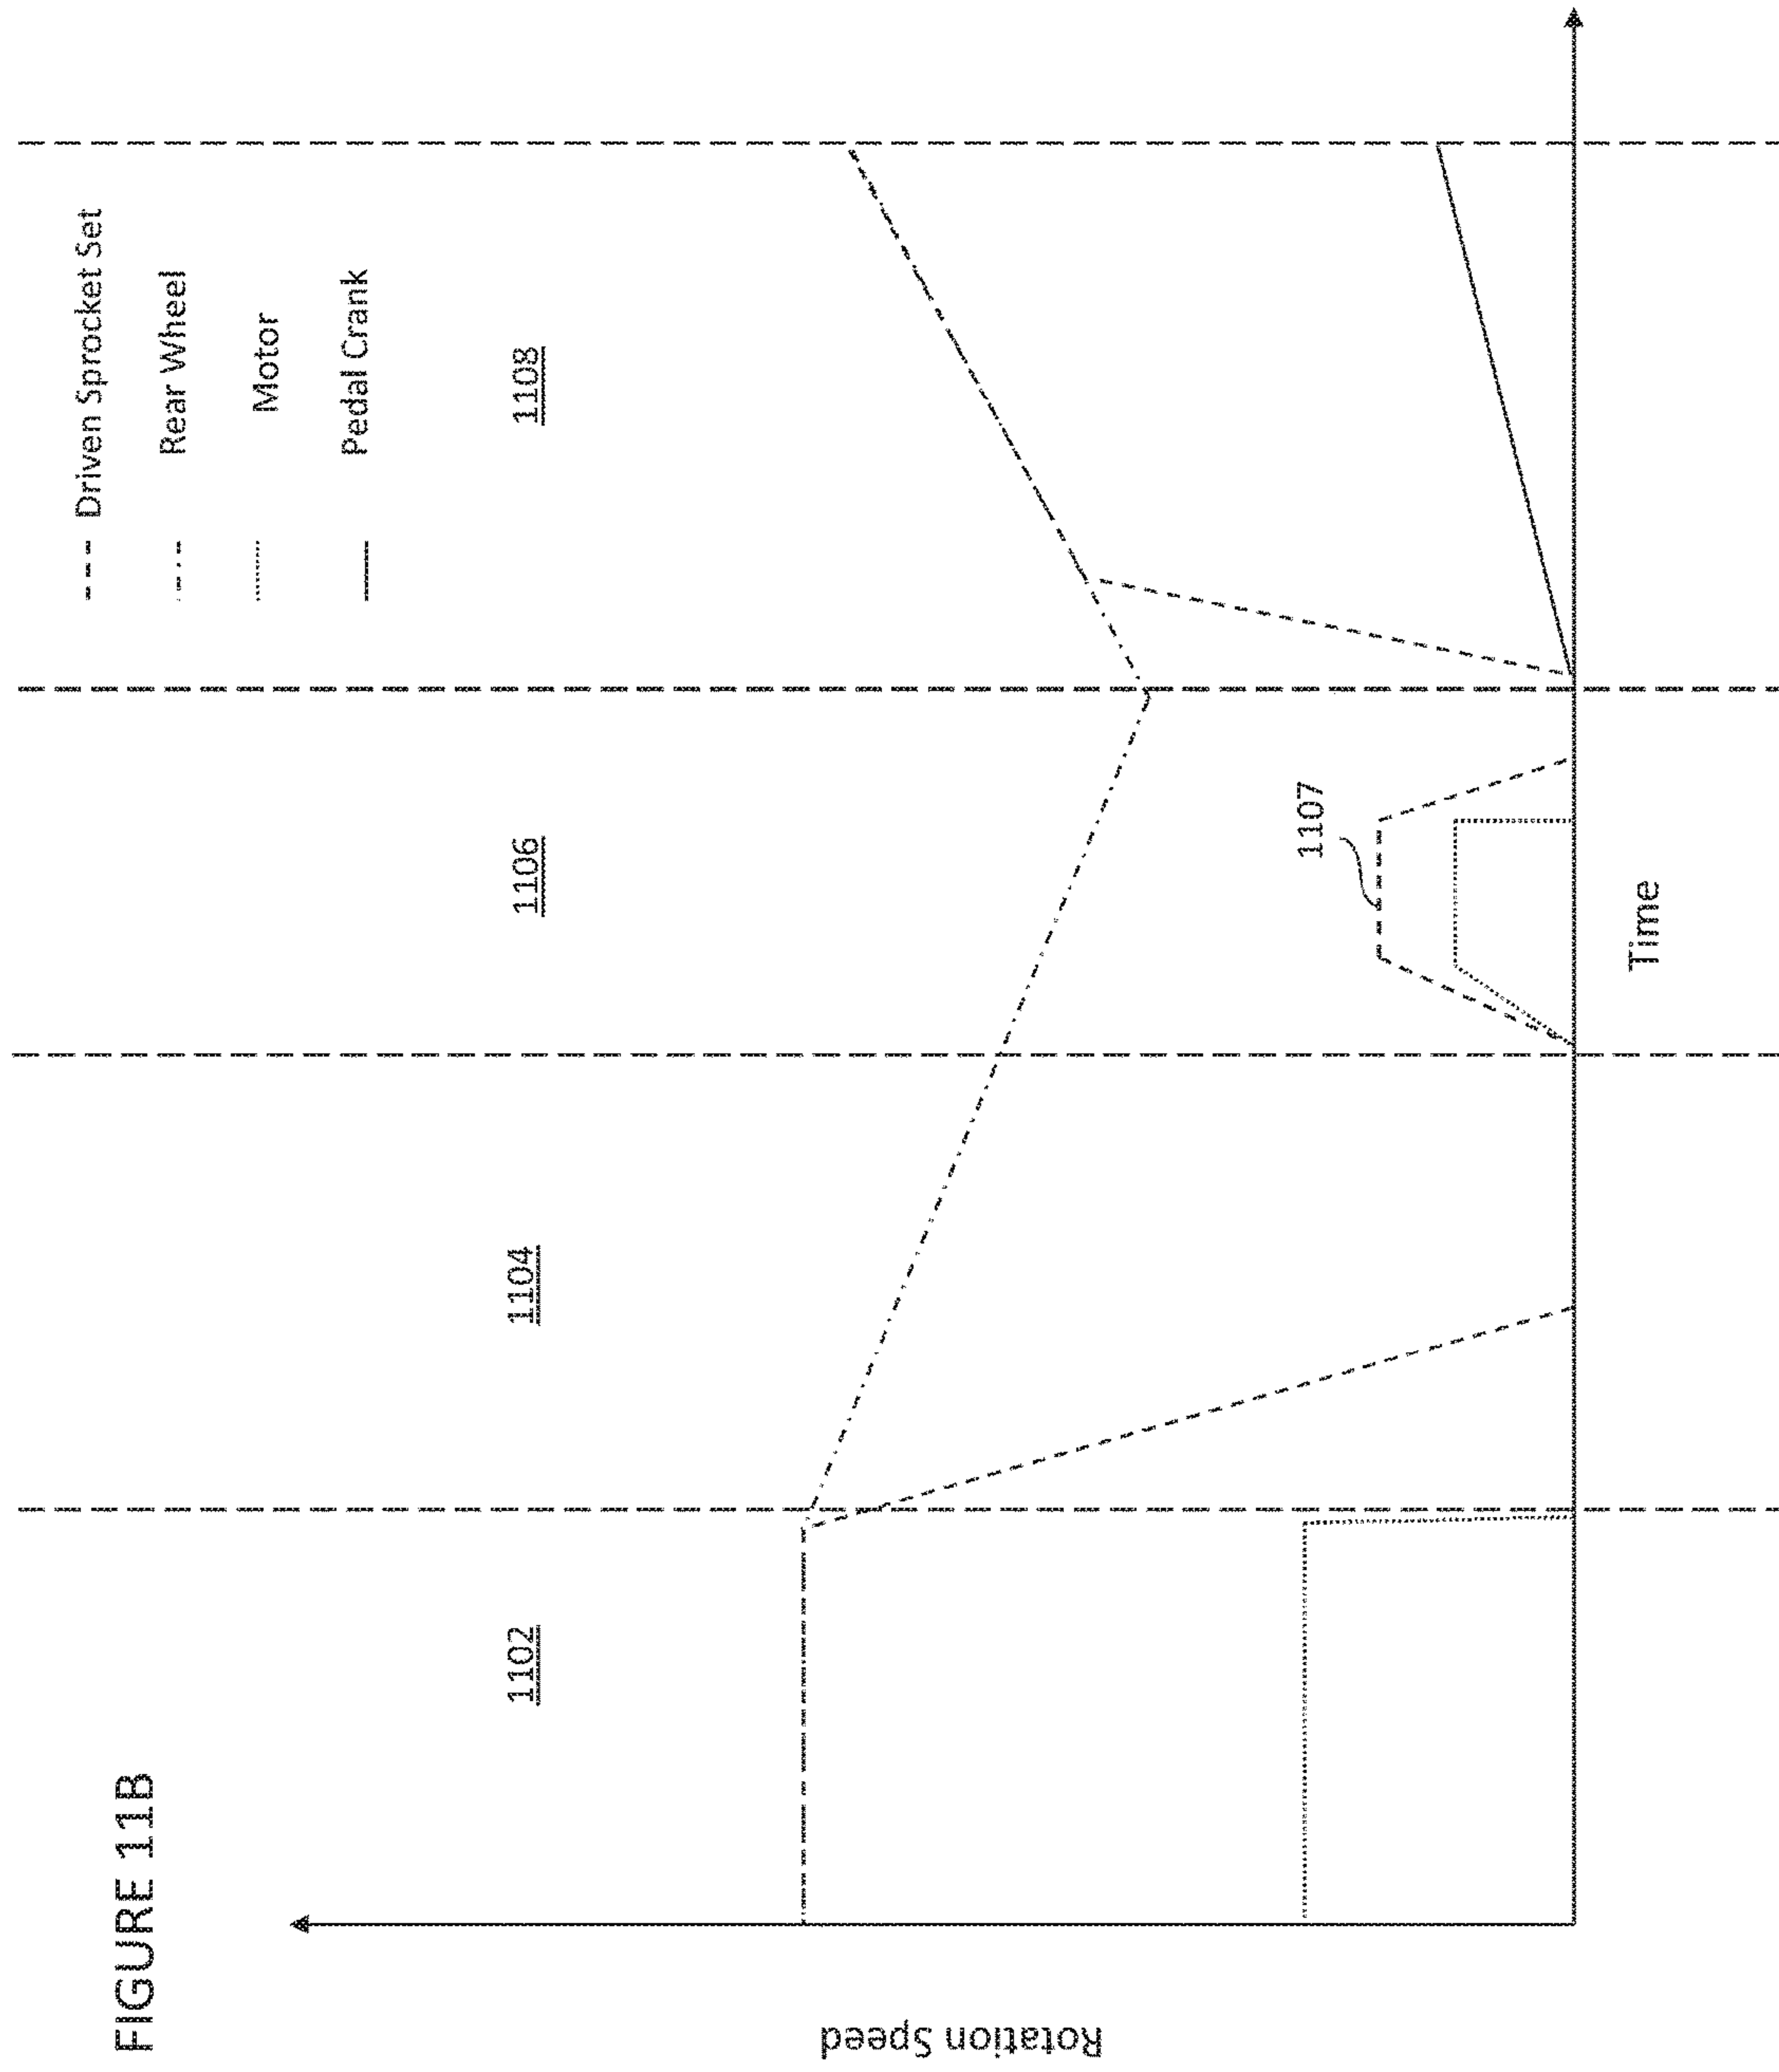 FIGURE 11B
Driven Sprocket Set
Rear Wheel
Motor
Pedal Crank
1102
1104
1106
1108
1107
Rotation Speed
Time